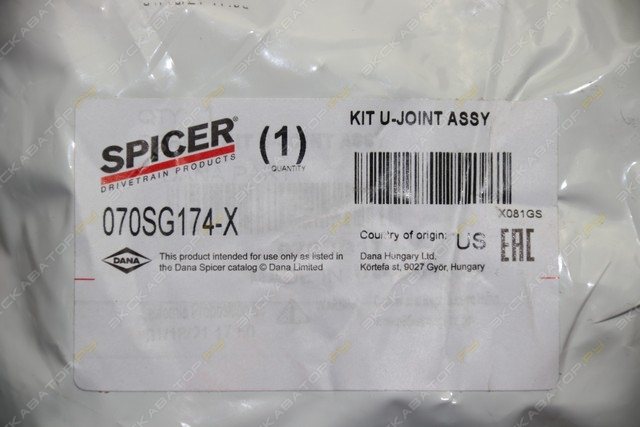 SPICER®
DRIVETRAIN PRODUCTS
(1)
QUANTITY
KIT U-JOINT ASSY
070SG174-X
X081GS
DANA
This product intended for use only as listed in
the Dana Spicer catalog © Dana Limited
Country of origin: US
EAC
Dana Hungary Ltd.
Körtefa st, 9027 Győr, Hungary
ЭКСКАВАТОР.РУ